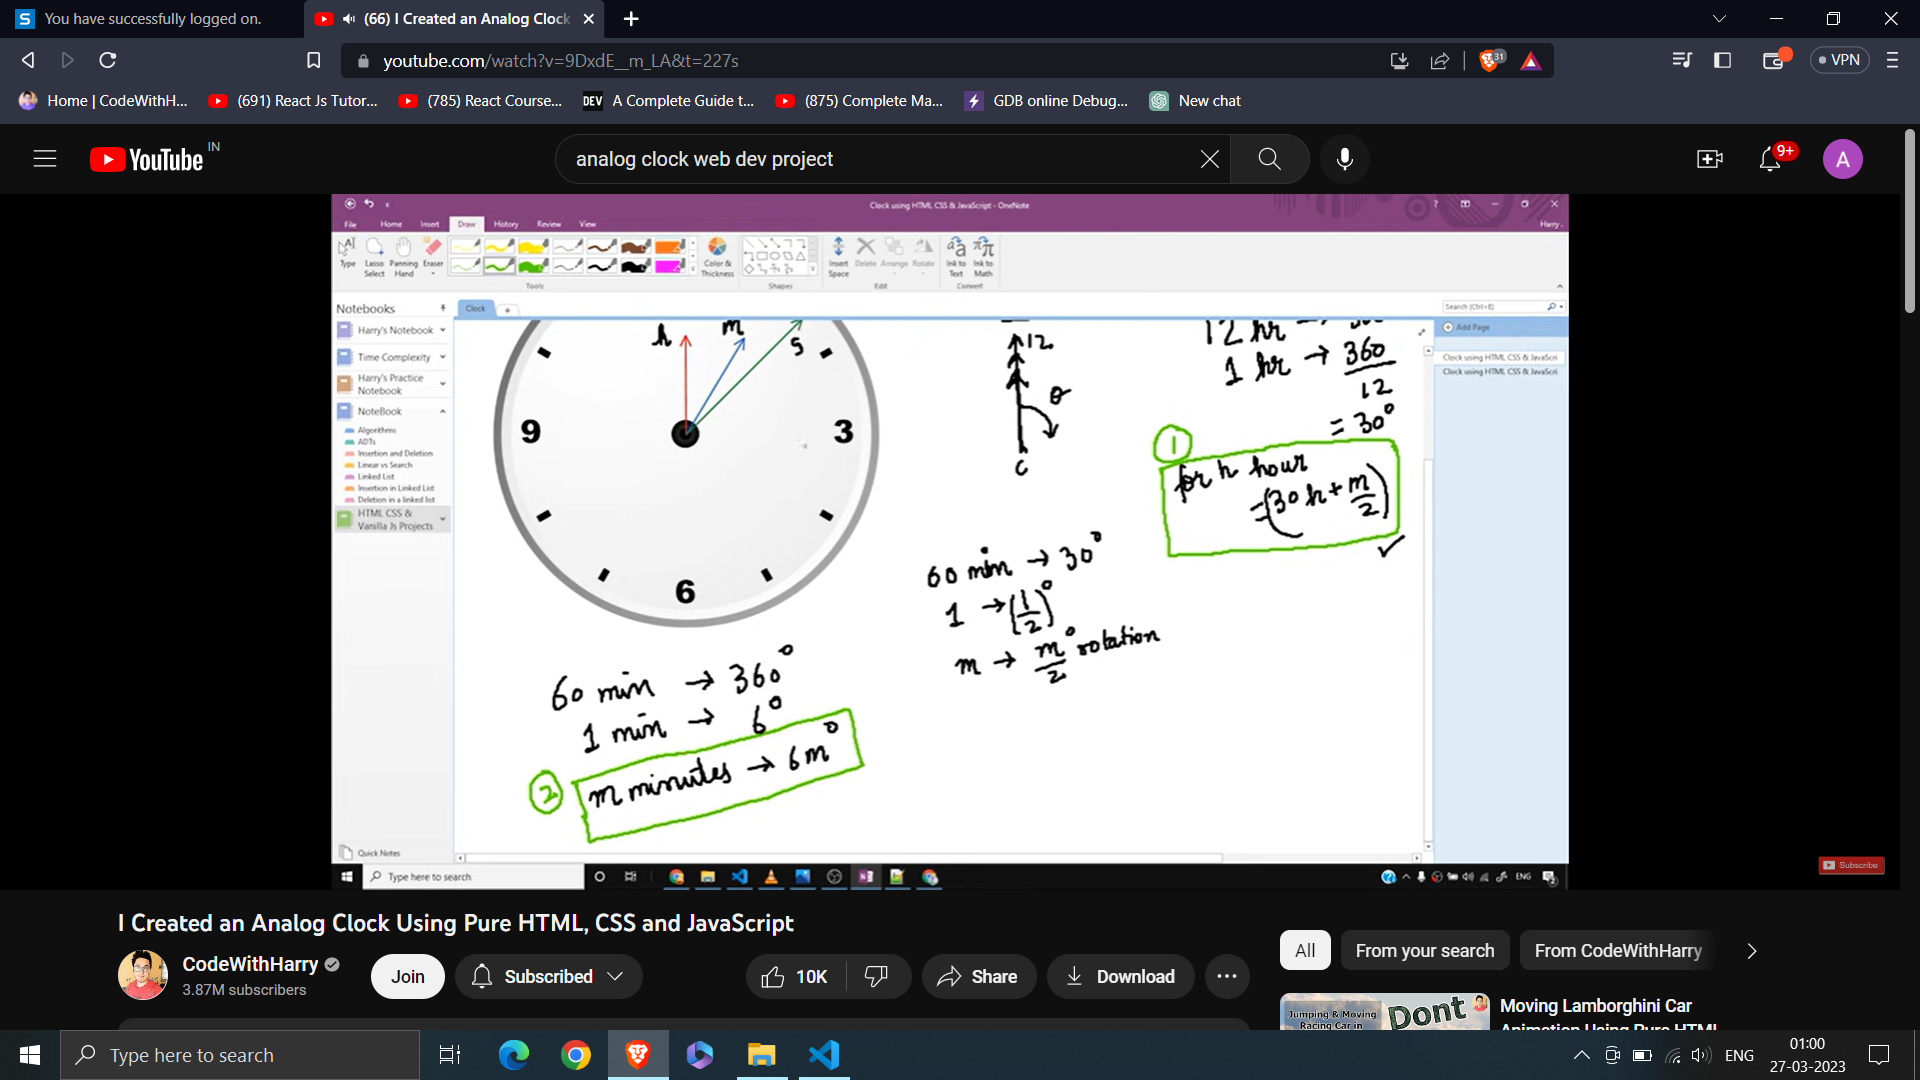 You have successfully logged on.
(66) I Created an Analog Clock
youtube.com/watch?v=9DxdE__m_LA&t=227s
31
VPN
Home | CodeWithH...
(691) React Js Tutor...
(785) React Course...
DEV A Complete Guide t...
(875) Complete Ma...
GDB online Debug...
New chat
YouTube IN
analog clock web dev project
9+
A
Clock using HTML CSS & JavaScript - OneNote
File Home Insert Draw History Review View
Harry
Type
Lasso Select
Panning Hand
Eraser
Color & Thickness
Insert Space
Delete
Arrange
Rotate
Ink to Text
Ink to Math
Tools
Shapes
Edit
Convert
Notebooks
Clock
Search (Ctrl+E)
Harry's Notebook
Time Complexity
Harry's Practice Notebook
NoteBook
Algorithms
ADTs
Insertion and Deletion
Linear vs Search
Linked List
Insertion in Linked List
Deletion in a linked list
HTML CSS & Vanilla Js Projects
Quick Notes
Add Page
Clock using HTML CSS & JavaScri
Clock using HTML CSS & JavaScri
h m s
9 3
6
12
θ
C
12 hr → 360
1 hr → 360/12
= 30°
1
for h hour
= (30h + m/2)
60 min → 30°
1 → (1/2)°
m → m/2° rotation
60 min → 360°
1 min → 6°
2
m minutes → 6m°
Type here to search
ENG
Subscribe
I Created an Analog Clock Using Pure HTML, CSS and JavaScript
CodeWithHarry
3.87M subscribers
Join
Subscribed
10K
Share
Download
All
From your search
From CodeWithHarry
Jumping & Moving
Racing Car in
Dont
Moving Lamborghini Car
Animation Using Pure HTML
Type here to search
ENG
01:00
27-03-2023